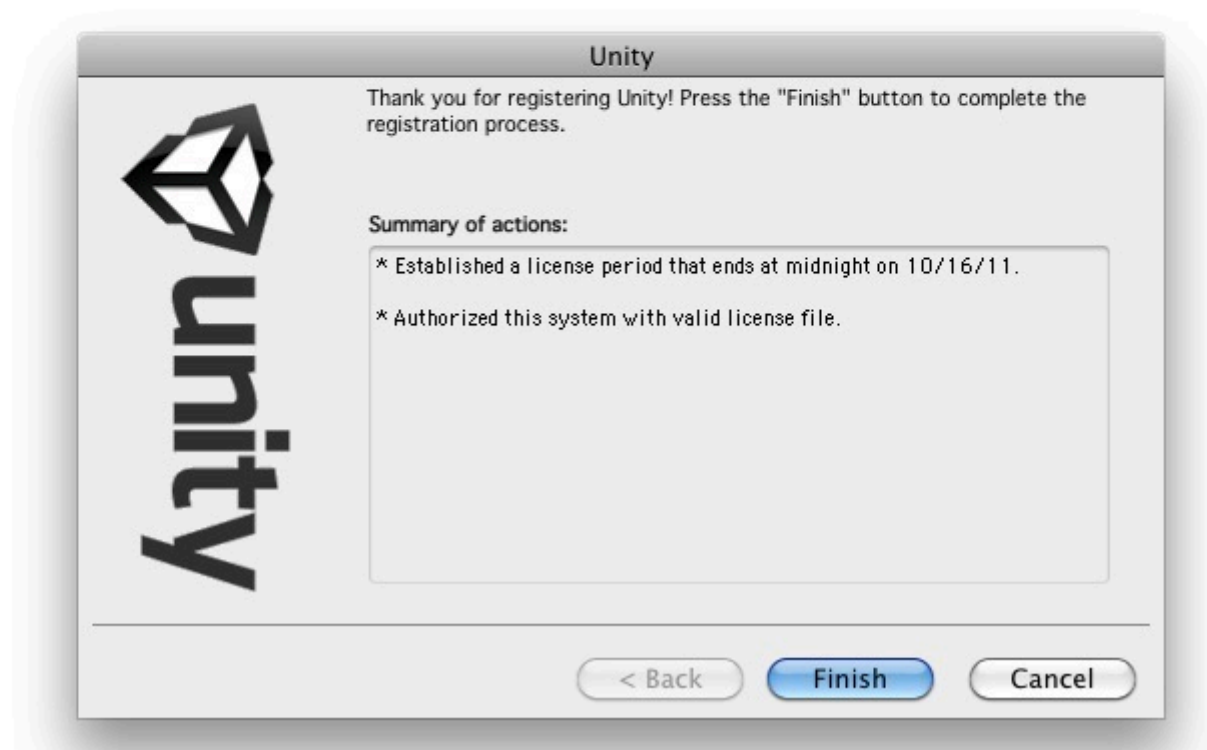 Unity
Thank you for registering Unity! Press the "Finish" button to complete the
registration process.
unity
Summary of actions:
* Established a license period that ends at midnight on 10/16/11.
* Authorized this system with valid license file.
< Back
Finish
Cancel